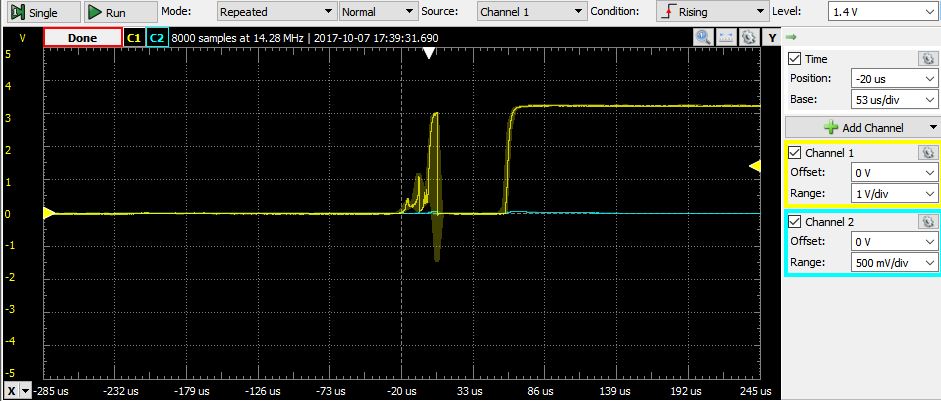 Single Run Mode: Repeated Normal Source: Channel 1 Condition: Rising Level: 1.4 V
V Done C1 C2 8000 samples at 14.28 MHz | 2017-10-07 17:39:31.690 Y
5
4
3
2
1
0
-1
-2
-3
-4
-5
X -285 us -232 us -179 us -126 us -73 us -20 us 33 us 86 us 139 us 192 us 245 us
Time
Position: -20 us
Base: 53 us/div
Add Channel
Channel 1
Offset: 0 V
Range: 1 V/div
Channel 2
Offset: 0 V
Range: 500 mV/div